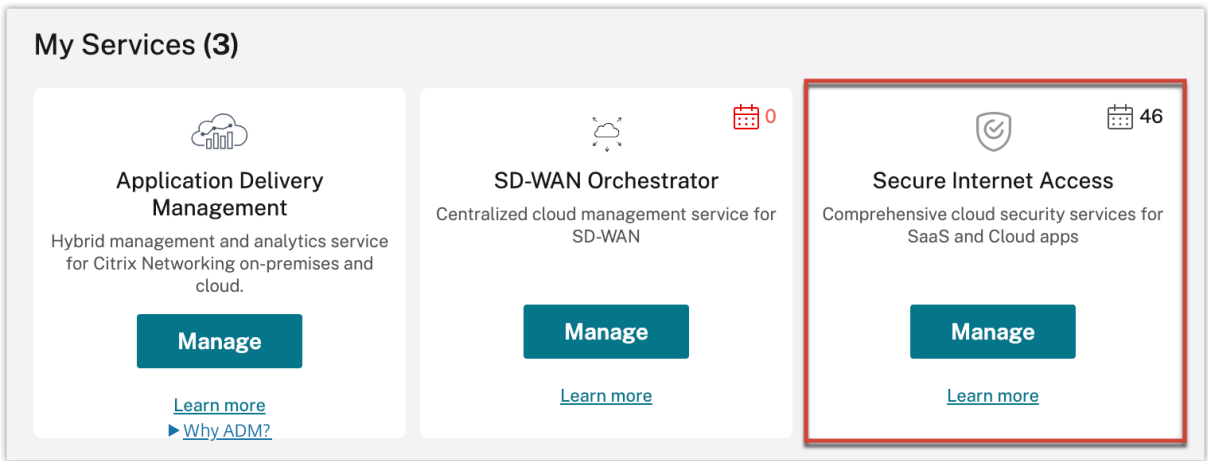 My Services (3)
Application Delivery
Management
Hybrid management and analytics service
for Citrix Networking on-premises and
cloud.
Manage
Learn more
Why ADM?
0
SD-WAN Orchestrator
Centralized cloud management service for
SD-WAN
Manage
Learn more
46
Secure Internet Access
Comprehensive cloud security services for
SaaS and Cloud apps
Manage
Learn more